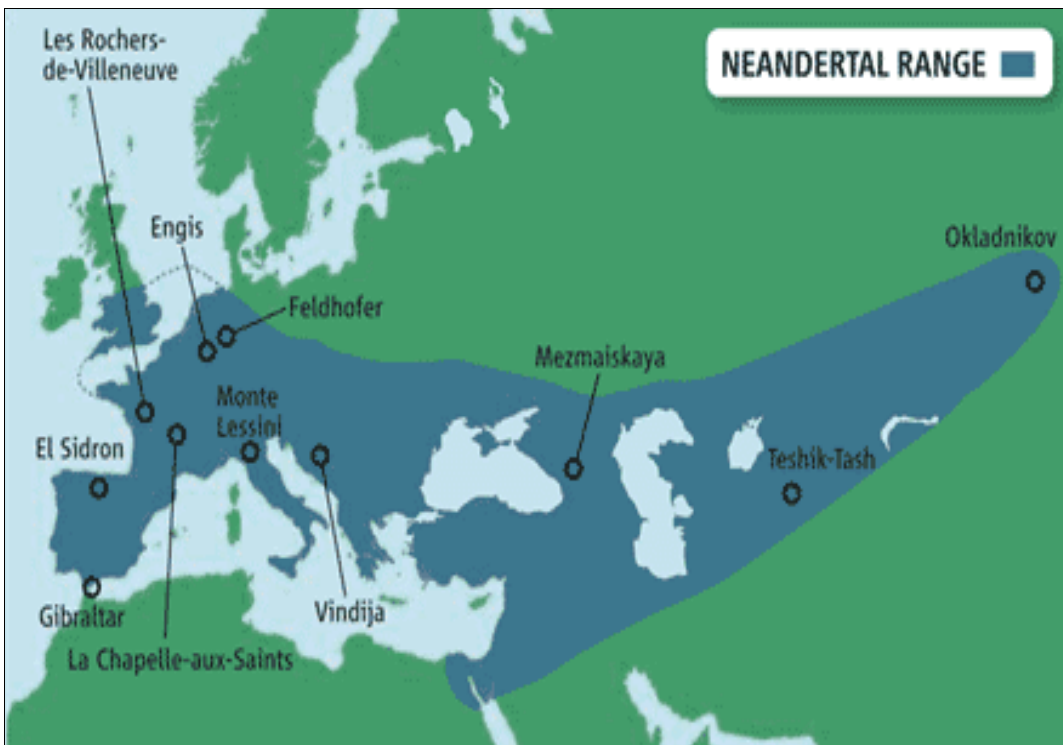 Les Rochers-
de-Villeneuve
NEANDERTAL RANGE
Engis
Okladnikov
Feldhofer
Mezmaiskaya
Monte
Lessini
El Sidron
Teshik-Tash
Gibraltar
Vindija
La Chapelle-aux-Saints